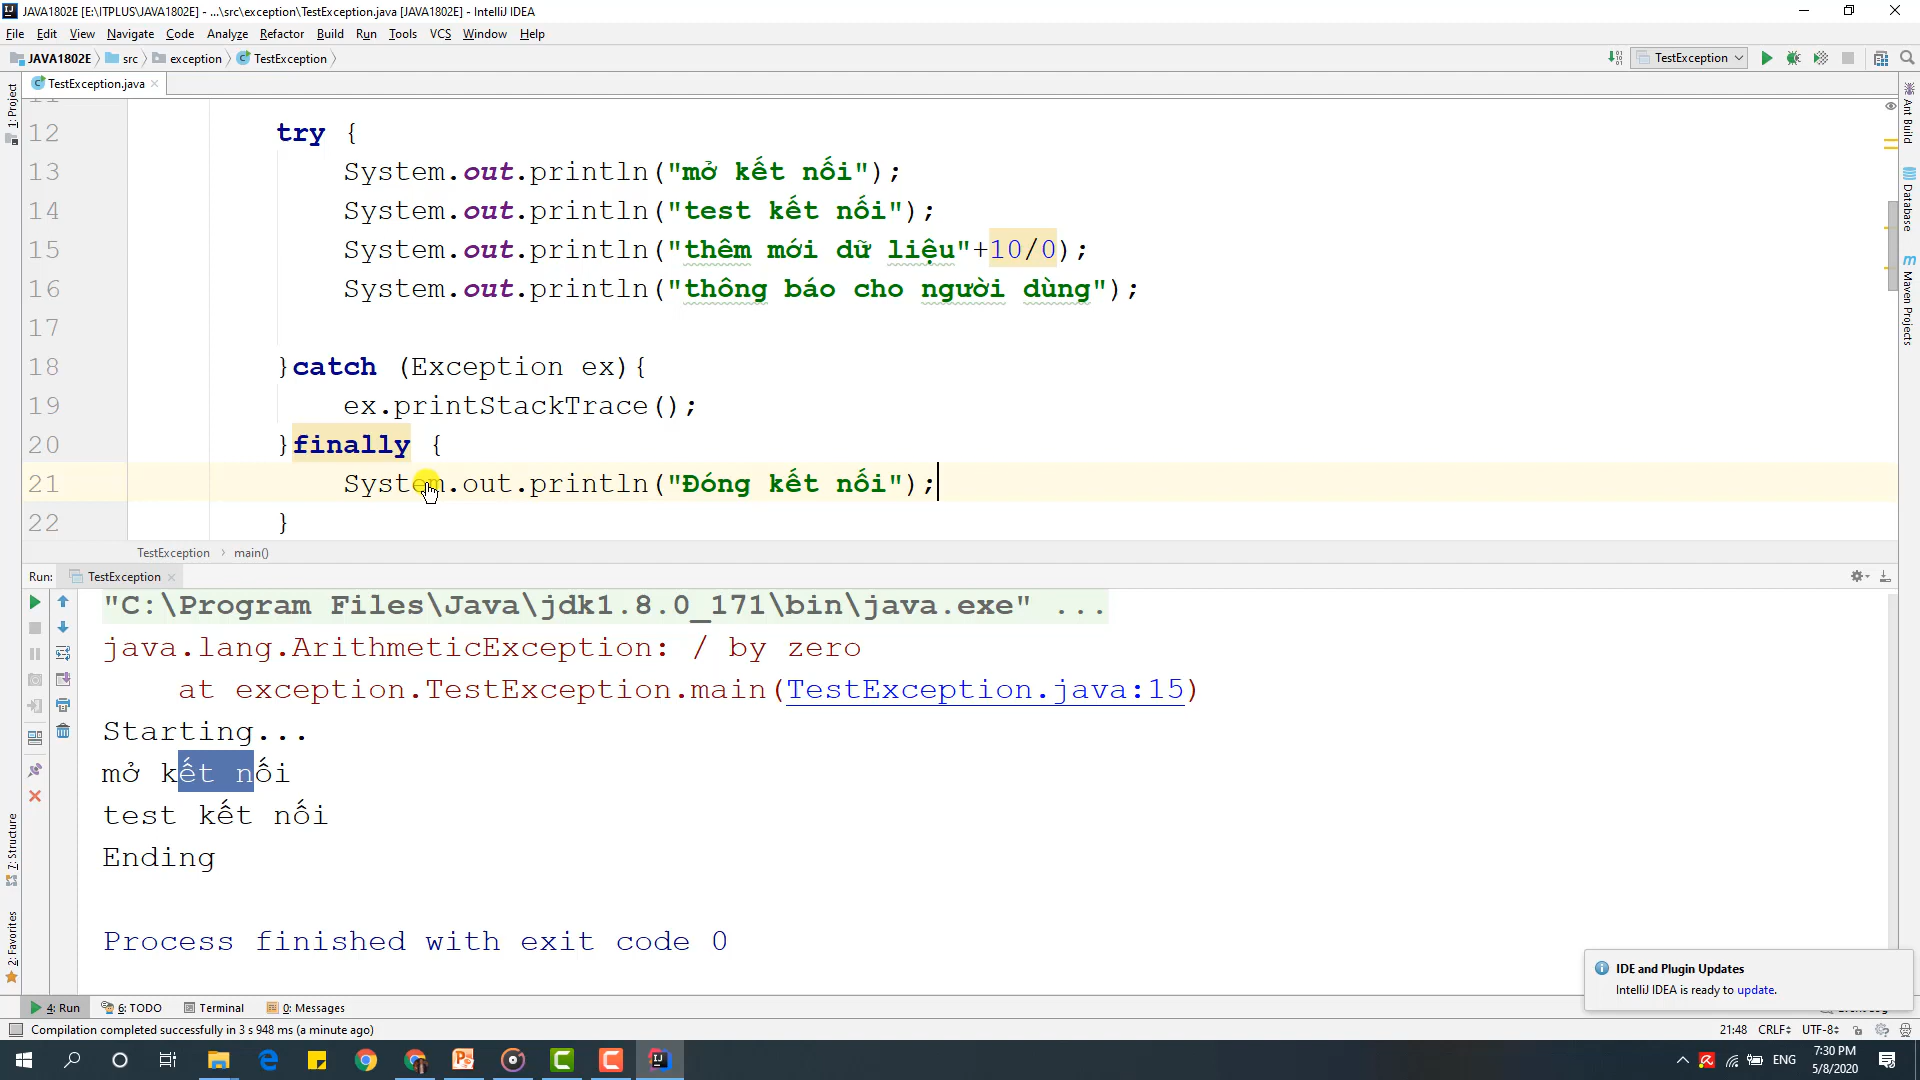 JAVA1802E [E:\ITPLUS\JAVA1802E] - ...\src\exception\TestException.java [JAVA1802E] - IntelliJ IDEA
File Edit View Navigate Code Analyze Refactor Build Run Tools VCS Window Help
JAVA1802E src exception TestException
TestException
TestException.java
1: Project
Ant Build
Database
Maven Projects
12 try {
13 System.out.println("mở kết nối");
14 System.out.println("test kết nối");
15 System.out.println("thêm mới dữ liệu"+10/0);
16 System.out.println("thông báo cho người dùng");
17
18 }catch (Exception ex){
19 ex.printStackTrace();
20 }finally {
21 System.out.println("Đóng kết nối");
22 }
TestException › main()
Run: TestException
"C:\Program Files\Java\jdk1.8.0_171\bin\java.exe" ...
java.lang.ArithmeticException: / by zero
at exception.TestException.main(TestException.java:15)
Starting...
mở kết nối
test kết nối
Ending
Process finished with exit code 0
7: Structure
2: Favorites
IDE and Plugin Updates
IntelliJ IDEA is ready to update.
4: Run 6: TODO Terminal 0: Messages
Compilation completed successfully in 3 s 948 ms (a minute ago)
21:48 CRLF UTF-8
ENG
7:30 PM
5/8/2020